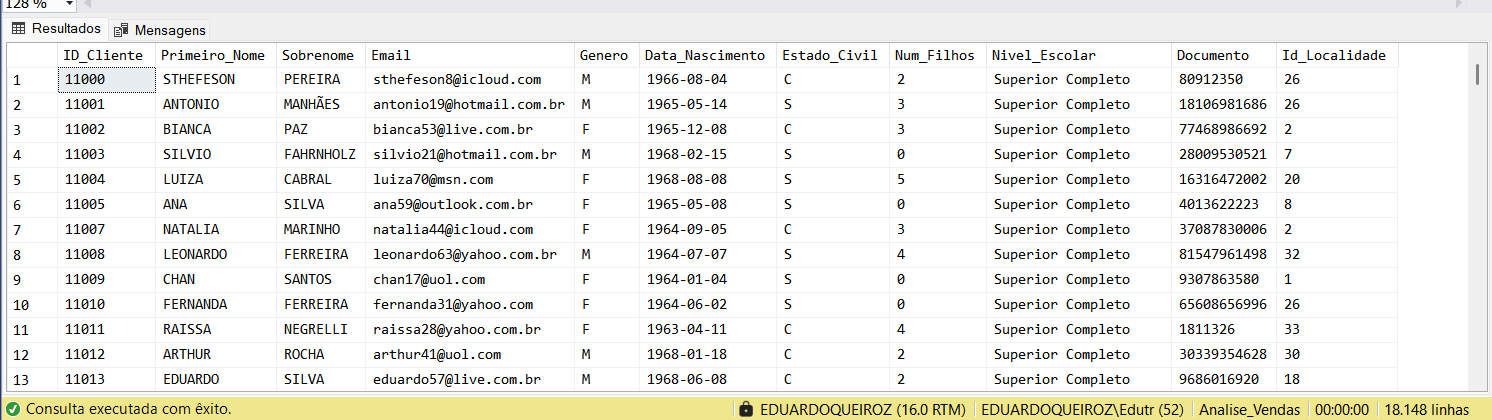 128 %
Resultados Mensagens
ID_Cliente Primeiro_Nome Sobrenome Email Genero Data_Nascimento Estado_Civil Num_Filhos Nivel_Escolar Documento Id_Localidade
1 11000 STHEFESON PEREIRA sthefeson8@icloud.com M 1966-08-04 C 2 Superior Completo 80912350 26
2 11001 ANTONIO MANHÃES antonio19@hotmail.com.br M 1965-05-14 S 3 Superior Completo 18106981686 26
3 11002 BIANCA PAZ bianca53@live.com.br F 1965-12-08 C 3 Superior Completo 77468986692 2
4 11003 SILVIO FAHRNHOLZ silvio21@hotmail.com.br M 1968-02-15 S 0 Superior Completo 28009530521 7
5 11004 LUIZA CABRAL luiza70@msn.com F 1968-08-08 S 5 Superior Completo 16316472002 20
6 11005 ANA SILVA ana59@outlook.com.br F 1965-05-08 S 0 Superior Completo 4013622223 8
7 11007 NATALIA MARINHO natalia44@icloud.com F 1964-09-05 C 3 Superior Completo 37087830006 2
8 11008 LEONARDO FERREIRA leonardo63@yahoo.com.br M 1964-07-07 S 4 Superior Completo 81547961498 32
9 11009 CHAN SANTOS chan17@uol.com F 1964-01-04 S 0 Superior Completo 9307863580 1
10 11010 FERNANDA FERREIRA fernanda31@yahoo.com F 1964-06-02 S 0 Superior Completo 65608656996 26
11 11011 RAISSA NEGRELLI raissa28@yahoo.com.br F 1963-04-11 C 4 Superior Completo 1811326 33
12 11012 ARTHUR ROCHA arthur41@uol.com M 1968-01-18 C 2 Superior Completo 30339354628 30
13 11013 EDUARDO SILVA eduardo57@live.com.br M 1968-06-08 C 2 Superior Completo 9686016920 18
Consulta executada com êxito. EDUARDOQUEIROZ (16.0 RTM) EDUARDOQUEIROZ\Edutr (52) Analise_Vendas 00:00:00 18.148 linhas